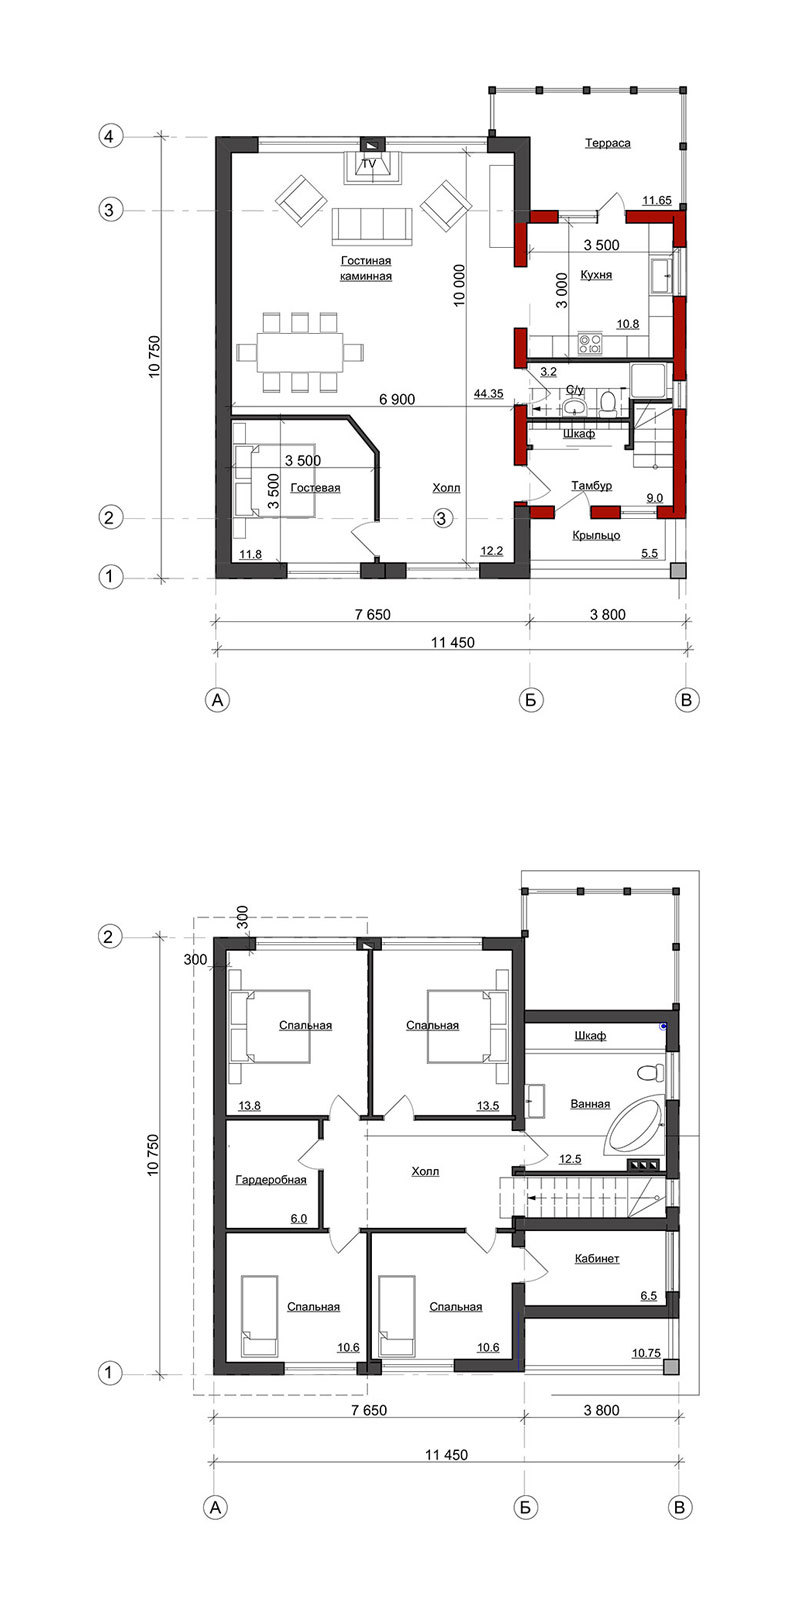 4
Терраса
TV
3
11.65
3 500
Гостиная
каминная
Кухня
10 000
3 000
10.8
10 750
3.2
С/у
6 900
44.35
Шкаф
3 500
3 500
Гостевая
Холл
Тамбур
9.0
2
3
Крыльцо
11.8
12.2
5.5
1
7 650
3 800
11 450
А
Б
В
300
2
300
Спальная
Спальная
Шкаф
13.8
13.5
Ванная
10 750
Холл
12.5
Гардеробная
6.0
Кабинет
6.5
Спальная
Спальная
10.6
10.6
10.75
1
7 650
3 800
11 450
А
Б
В